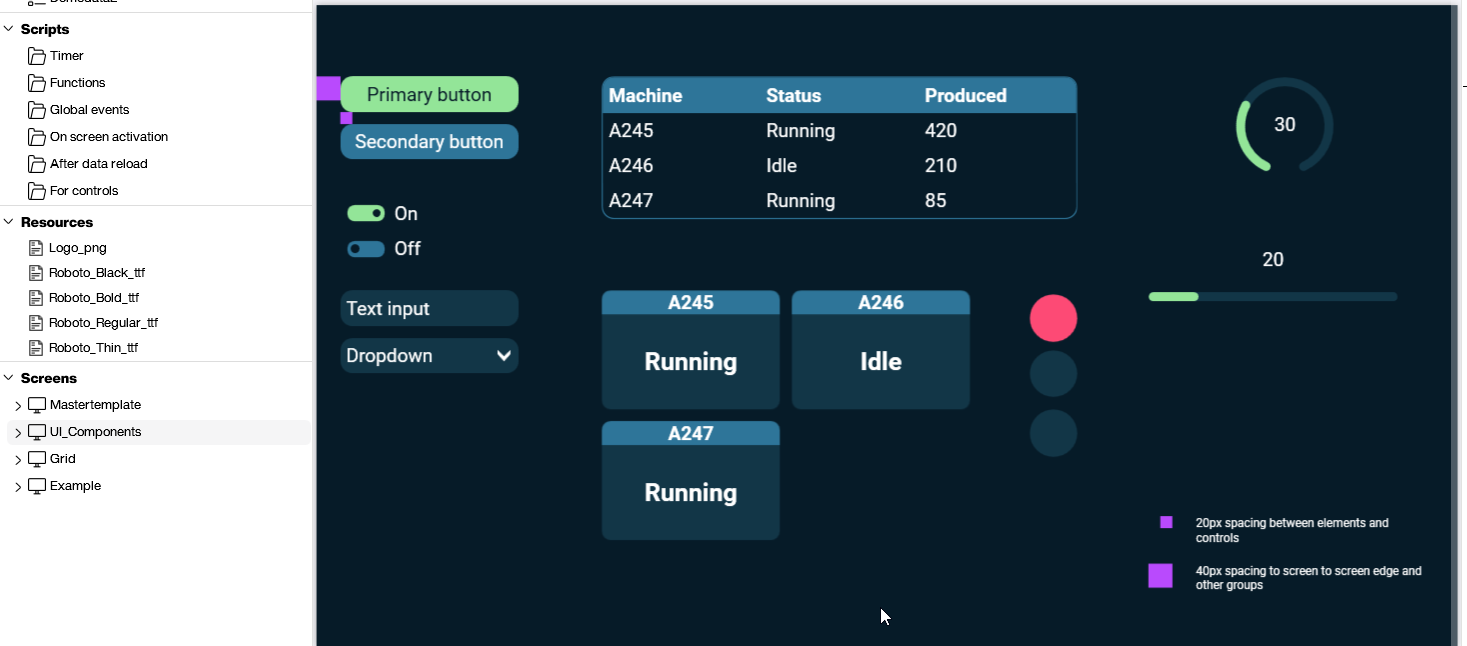 Demodata2
Scripts
Timer
Functions
Global events
On screen activation
After data reload
For controls
Resources
Logo_png
Roboto_Black_ttf
Roboto_Bold_ttf
Roboto_Regular_ttf
Roboto_Thin_ttf
Screens
Mastertemplate
UI_Components
Grid
Example
Primary button
Secondary button
On
Off
Text input
Dropdown
Machine Status Produced
A245 Running 420
A246 Idle 210
A247 Running 85
A245
Running
A246
Idle
A247
Running
30
20
20px spacing between elements and
controls
40px spacing to screen to screen edge and
other groups